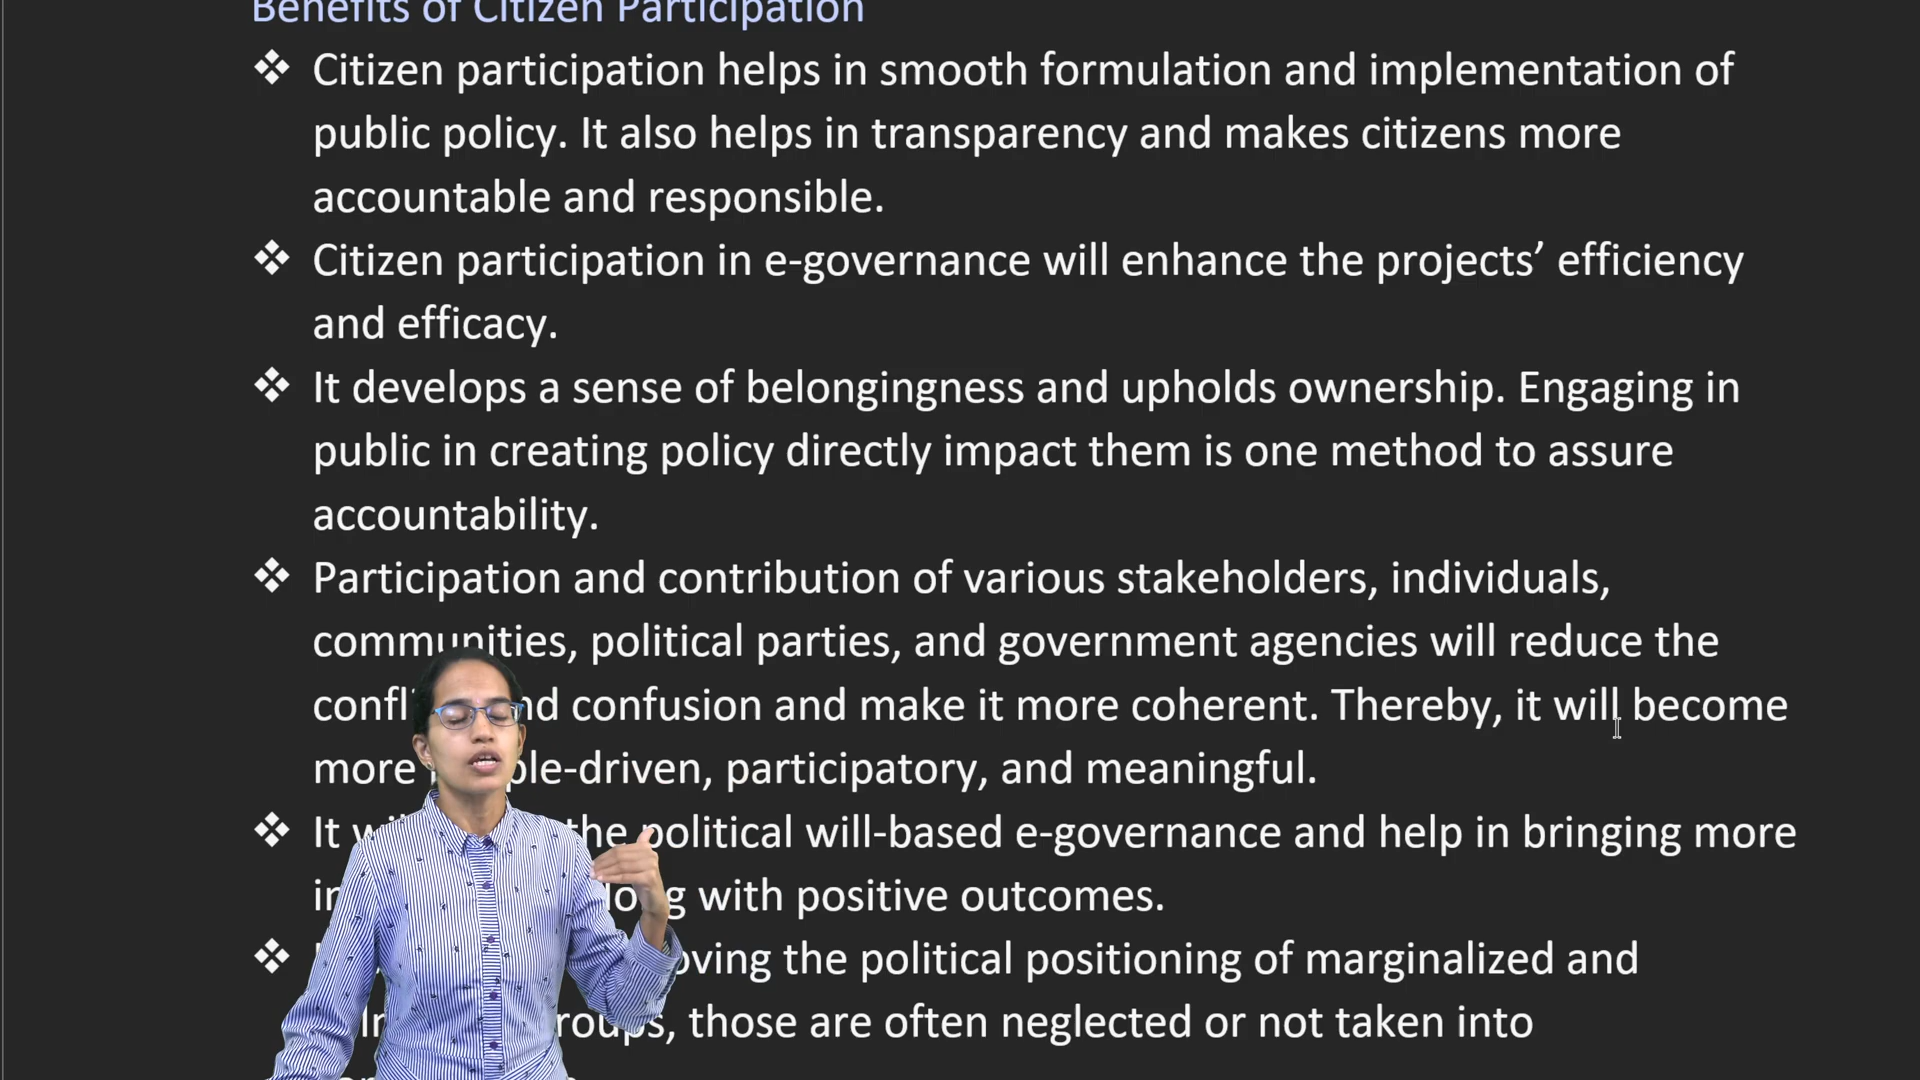 Benefits of Citizen Participation
❖ Citizen participation helps in smooth formulation and implementation of
public policy. It also helps in transparency and makes citizens more
accountable and responsible.
❖ Citizen participation in e-governance will enhance the projects’ efficiency
and efficacy.
❖ It develops a sense of belongingness and upholds ownership. Engaging in
public in creating policy directly impact them is one method to assure
accountability.
❖ Participation and contribution of various stakeholders, individuals,
communities, political parties, and government agencies will reduce the
and confusion and make it more coherent. Thereby, it will become
more -driven, participatory, and meaningful.
❖ It the political will-based e-governance and help in bringing more
with positive outcomes.
❖ the political positioning of marginalized and
groups, those are often neglected or not taken into